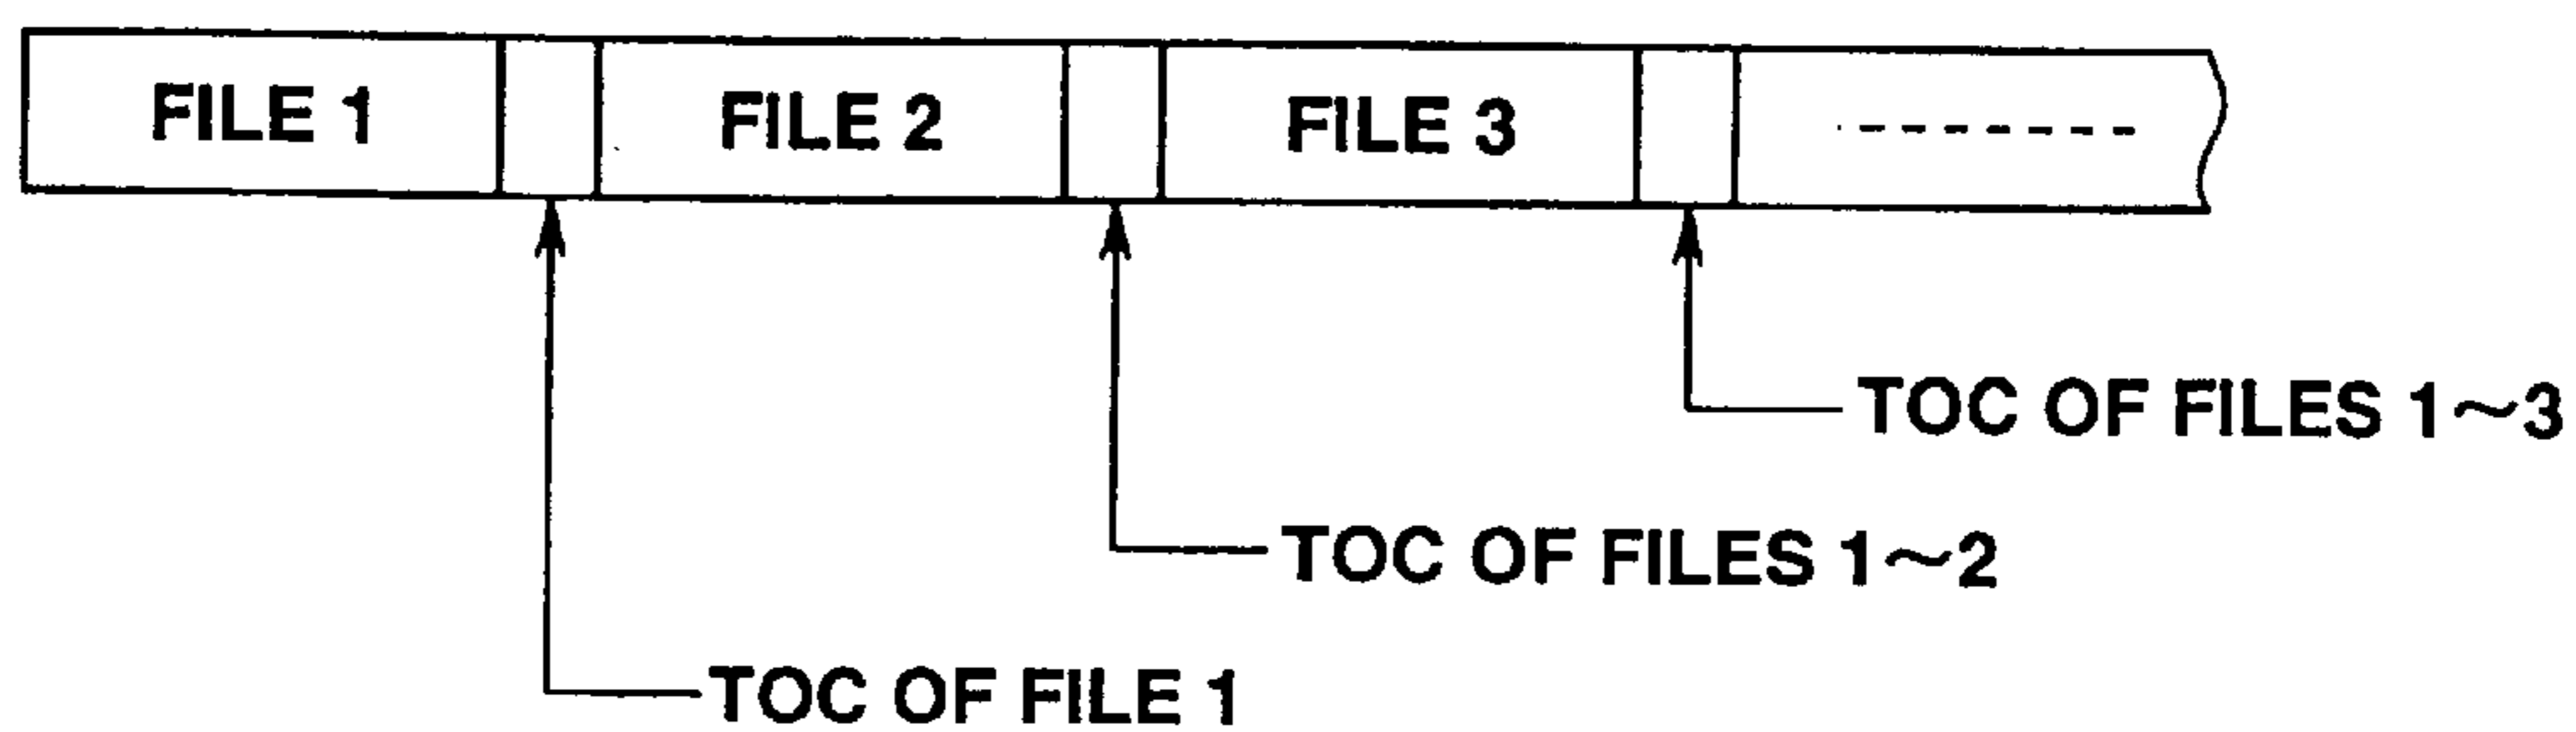 FILE 1 FILE 2 FILE 3
TOC OF FILES 1~3
TOC OF FILES 1~2
TOC OF FILE 1